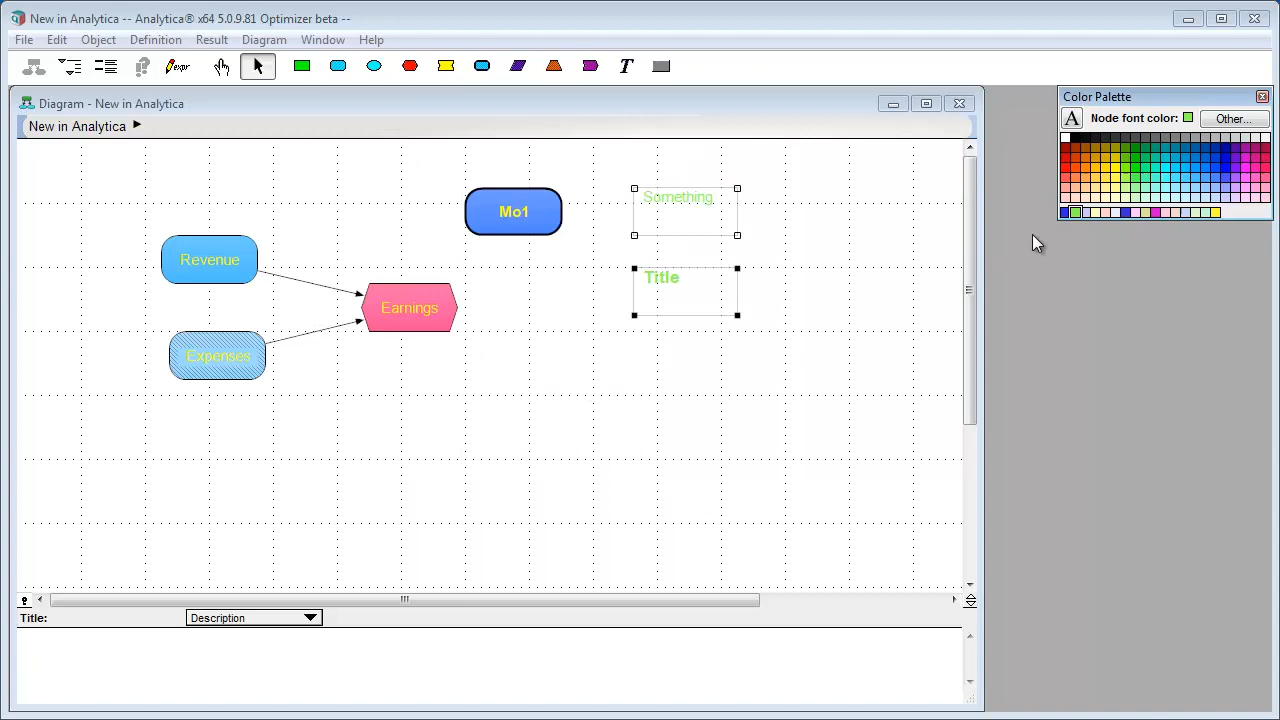 New in Analytica -- Analytica® x64 5.0.9.81 Optimizer beta --
File Edit Object Definition Result Diagram Window Help
expr
T
Diagram - New in Analytica
New in Analytica
Color Palette
A Node font color: Other...
Mo1
Something
Revenue
Title
Earnings
Expenses
Title: Description